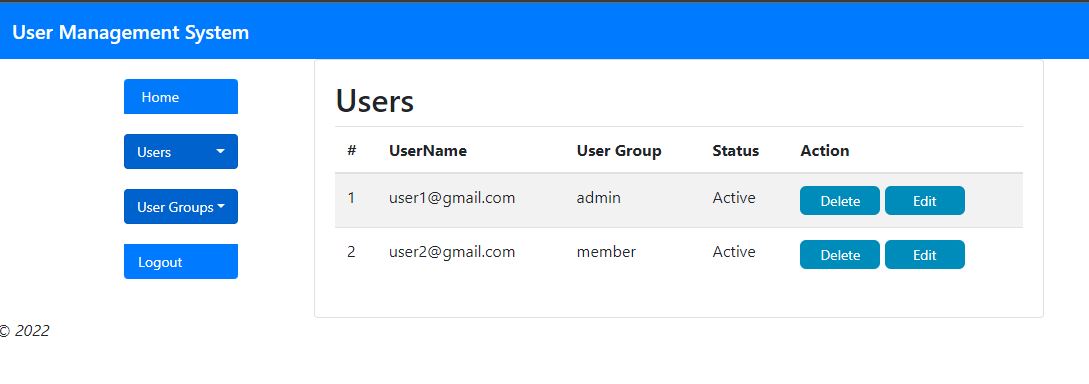 User Management System
Home
Users
User Groups
Logout
Users
# UserName User Group Status Action
1 user1@gmail.com admin Active Delete Edit
2 user2@gmail.com member Active Delete Edit
© 2022